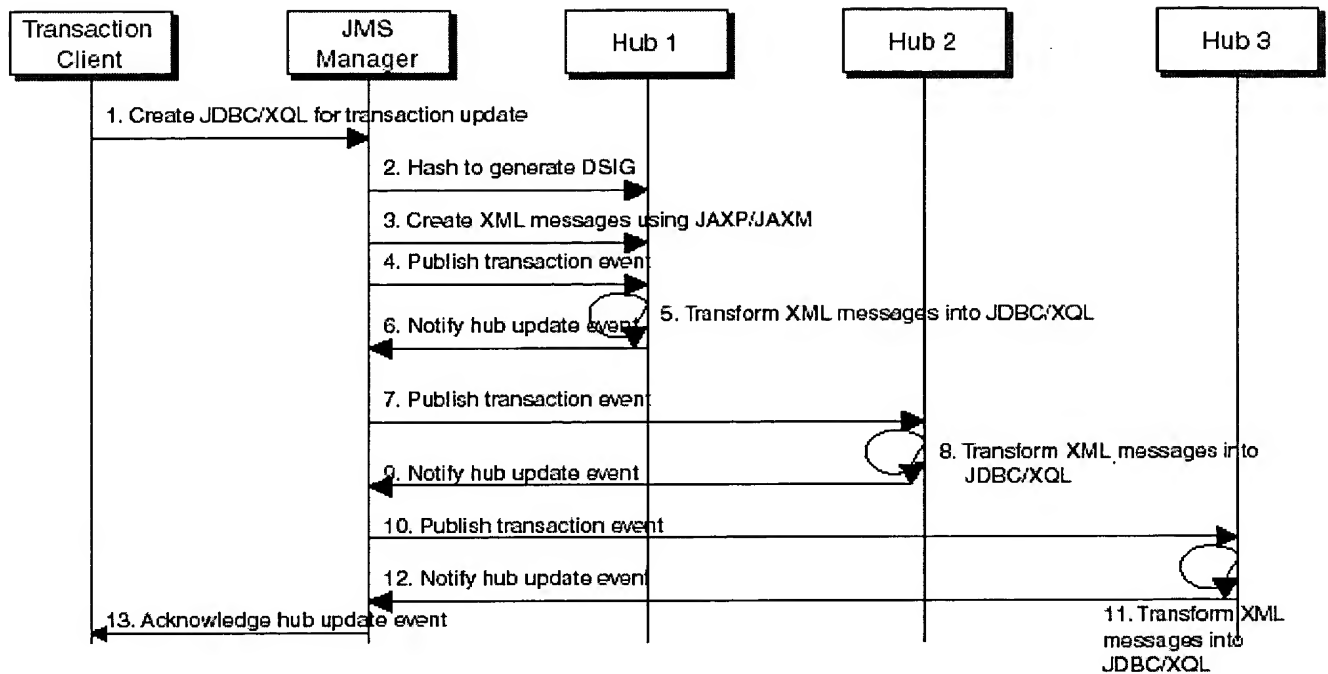 Transaction
Client
JMS
Manager
Hub 1
Hub 2
Hub 3
1. Create JDBC/XQL for transaction update
2. Hash to generate DSIG
3. Create XML messages using JAXP/JAXM
4. Publish transaction event
5. Transform XML messages into JDBC/XQL
6. Notify hub update event
7. Publish transaction event
8. Transform XML messages into
JDBC/XQL
9. Notify hub update event
10. Publish transaction event
12. Notify hub update event
11. Transform XML
messages into
JDBC/XQL
13. Acknowledge hub update event